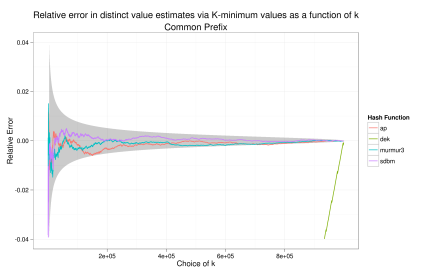 Relative error in distinct value estimates via K-minimum values as a function of k
Common Prefix
Relative Error
0.04
0.02
0.00
-0.02
-0.04
2e+05 4e+05 6e+05 8e+05
Choice of k
Hash Function
ap
dek
murmur3
sdbm